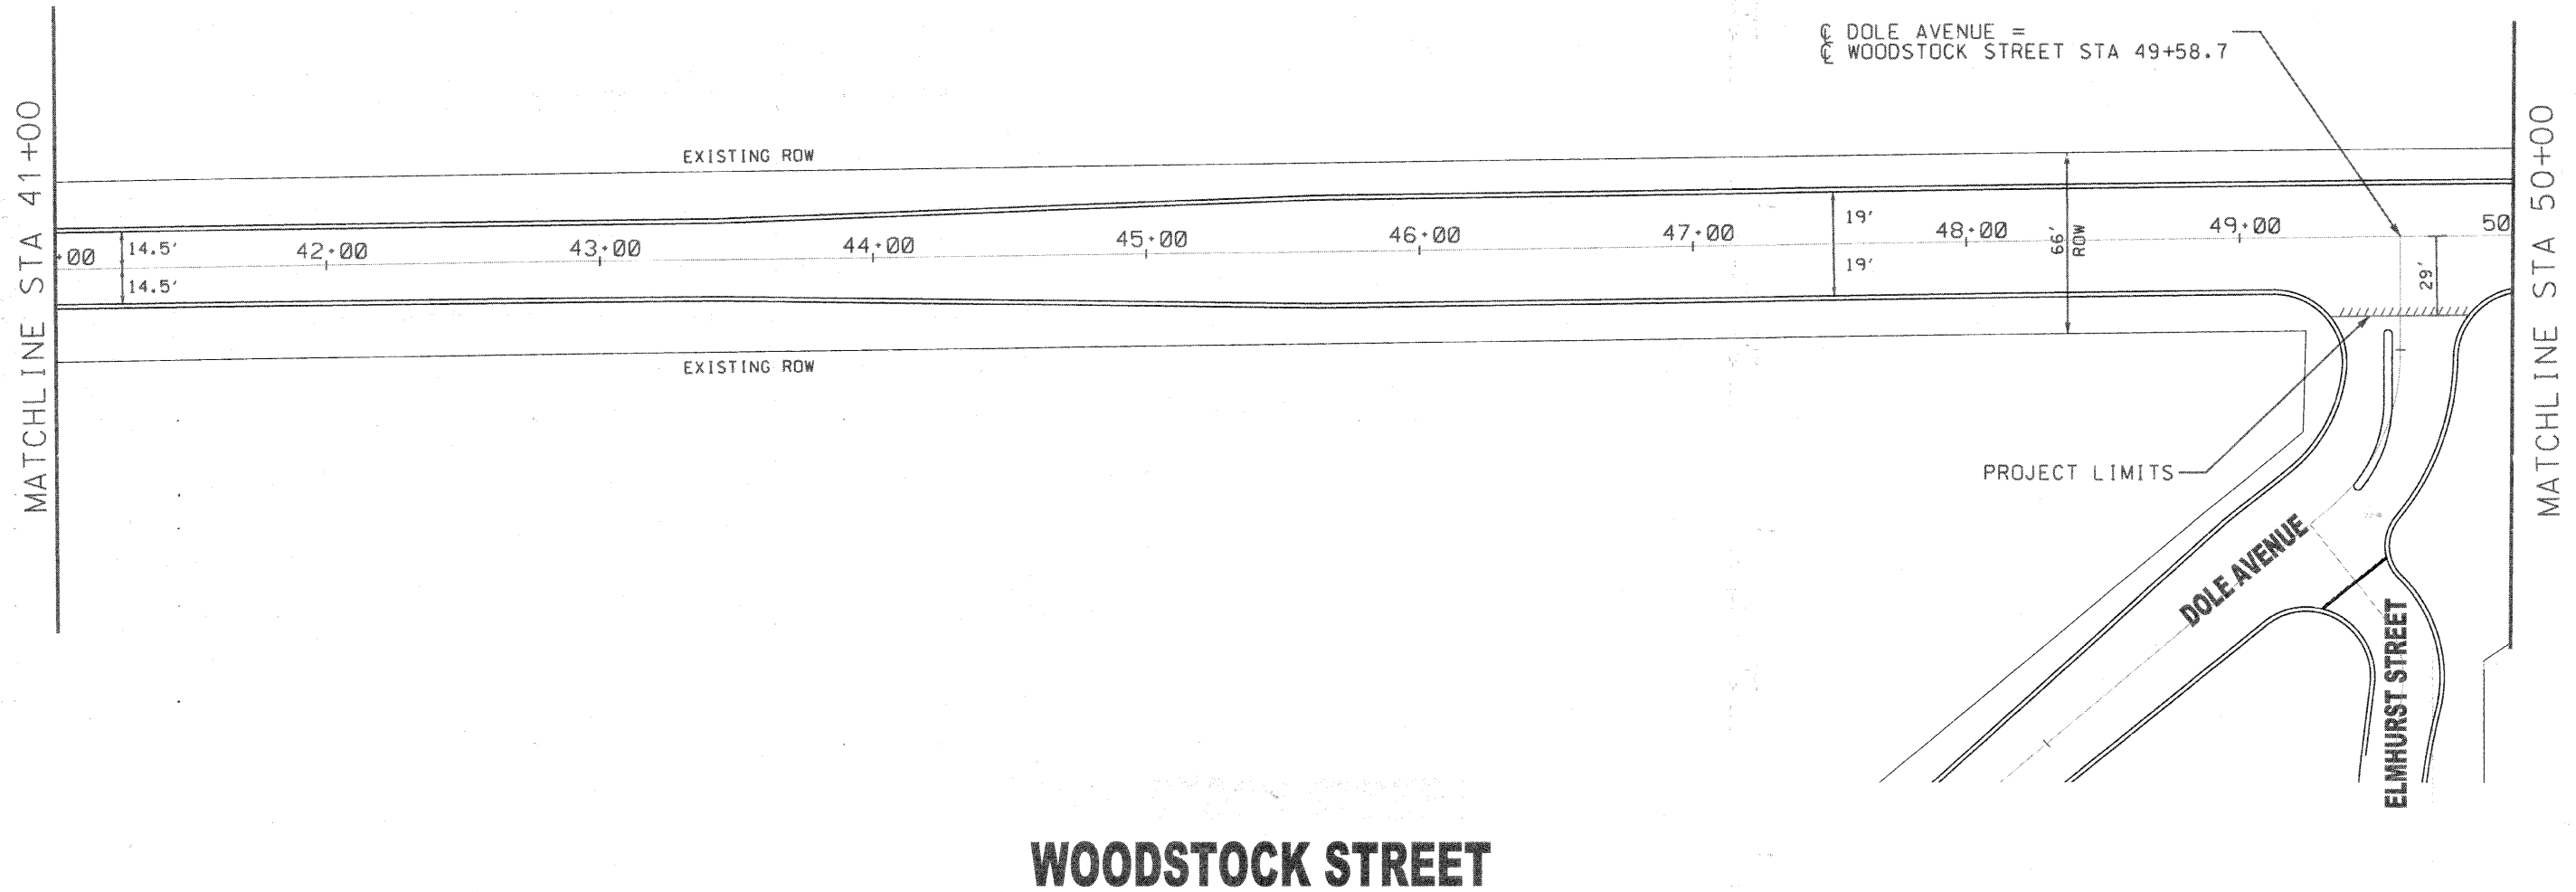 ℄ DOLE AVENUE =
℄ WOODSTOCK STREET STA 49+58.7
MATCHLINE STA 41+00
MATCHLINE STA 50+00
EXISTING ROW
14.5'
14.5'
+00
42+00
43+00
44+00
45+00
46+00
47+00
19'
19'
48+00
66'
ROW
49+00
50
29'
EXISTING ROW
PROJECT LIMITS
DOLE AVENUE
ELMHURST STREET
WOODSTOCK STREET